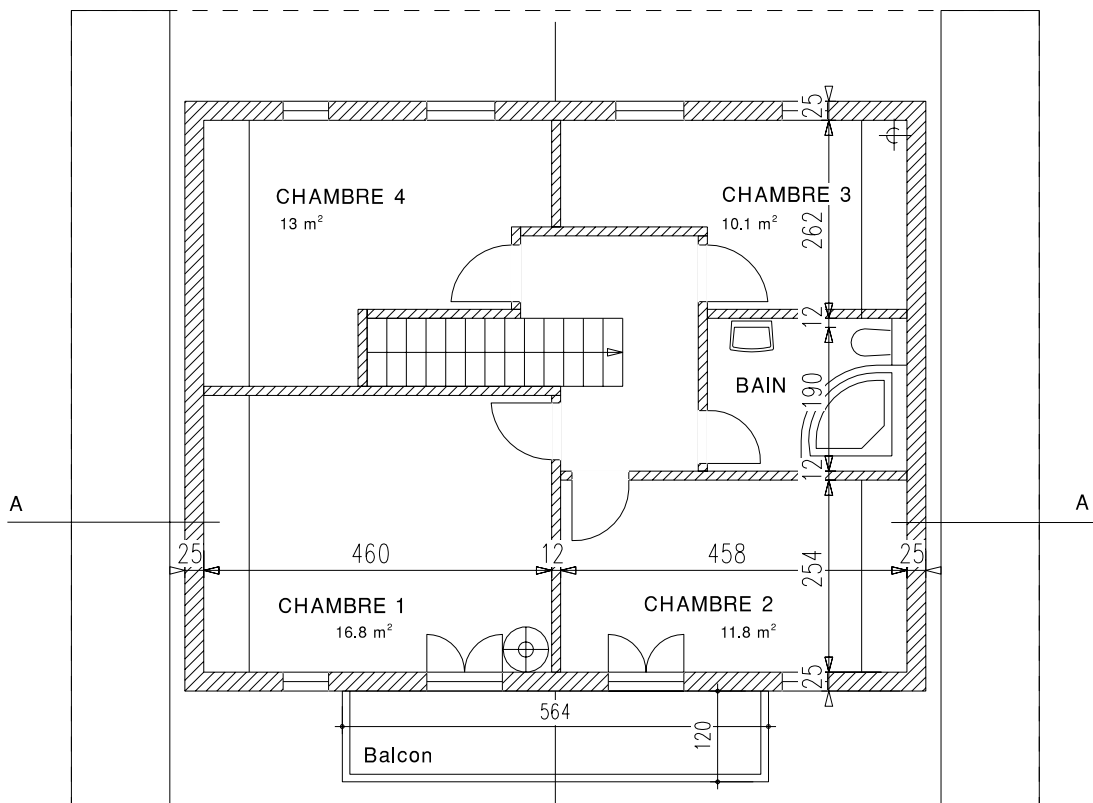 25
CHAMBRE 4
13 m²
CHAMBRE 3
10.1 m²
262
12
BAIN
190
12
A
A
25
460
12
458
25
254
CHAMBRE 1
16.8 m²
CHAMBRE 2
11.8 m²
25
564
120
Balcon